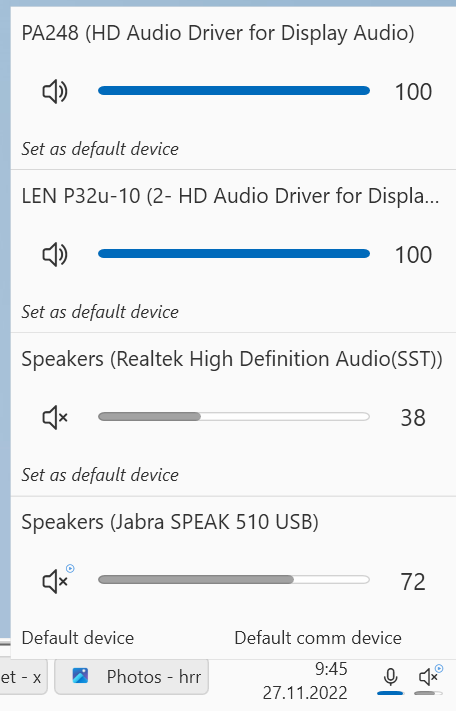 PA248 (HD Audio Driver for Display Audio)
100
Set as default device
LEN P32u-10 (2- HD Audio Driver for Displa...
100
Set as default device
Speakers (Realtek High Definition Audio(SST))
38
Set as default device
Speakers (Jabra SPEAK 510 USB)
72
Default device Default comm device
et - x Photos - hrr 9:45
27.11.2022